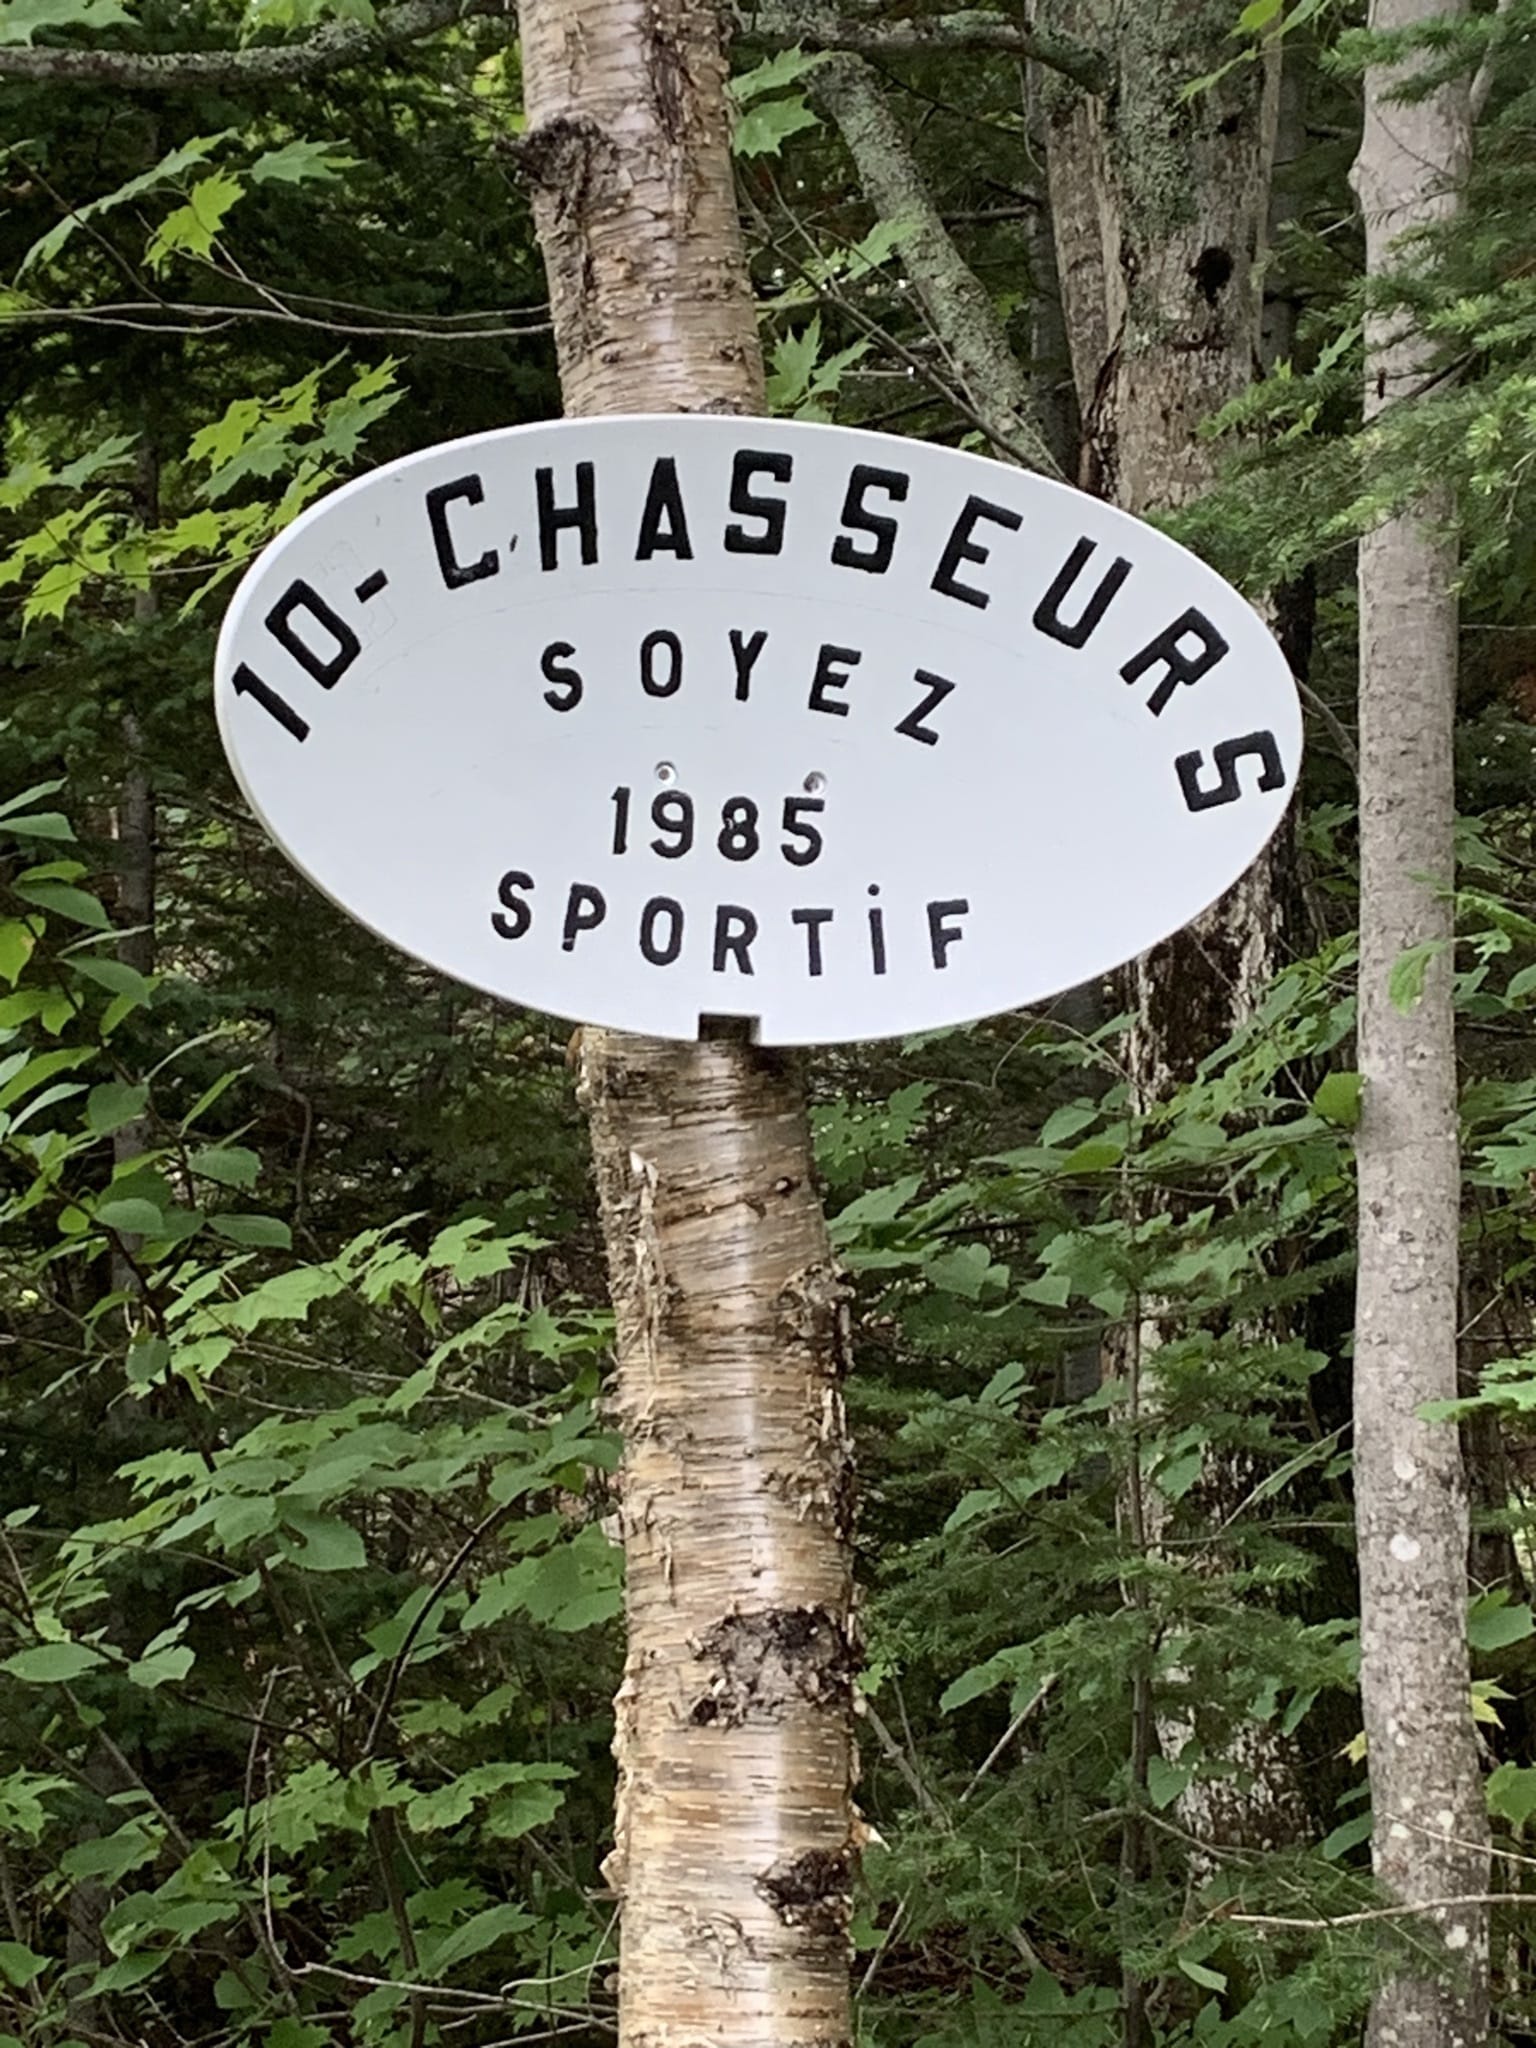 10-CHASSEURS
SOYEZ
1985
SPORTiF